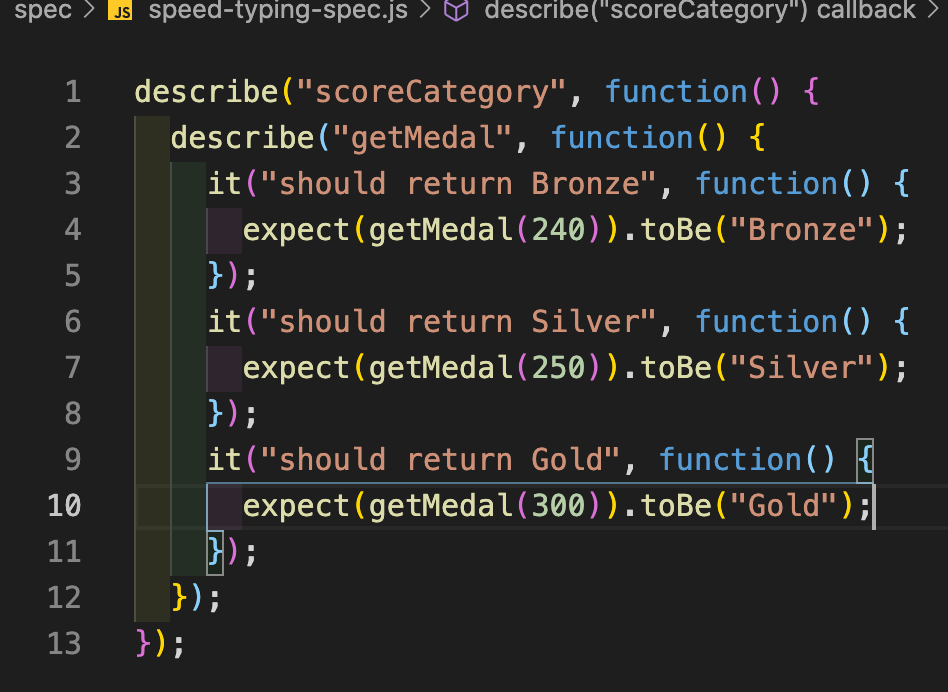 spec > JS speed-typing-spec.js > describe("scoreCategory") callback >
1 describe("scoreCategory", function() {
2   describe("getMedal", function() {
3     it("should return Bronze", function() {
4       expect(getMedal(240)).toBe("Bronze");
5     });
6     it("should return Silver", function() {
7       expect(getMedal(250)).toBe("Silver");
8     });
9     it("should return Gold", function() {
10       expect(getMedal(300)).toBe("Gold");
11     });
12   });
13 });